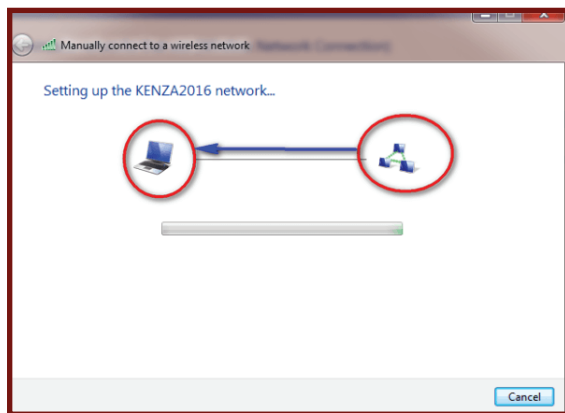 Manually connect to a wireless network
Setting up the KENZA2016 network...
Cancel